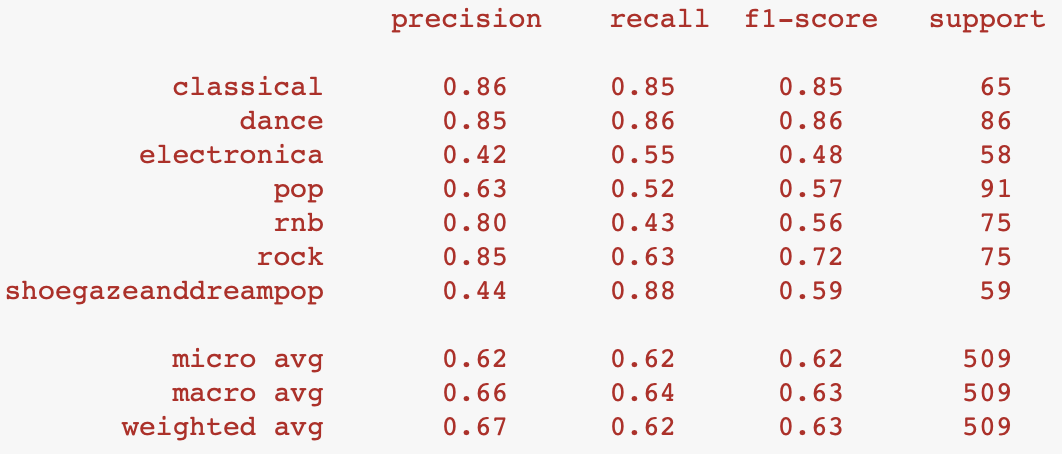 precision recall f1-score support
classical 0.86 0.85 0.85 65
dance 0.85 0.86 0.86 86
electronica 0.42 0.55 0.48 58
pop 0.63 0.52 0.57 91
rnb 0.80 0.43 0.56 75
rock 0.85 0.63 0.72 75
shoegazeanddreampop 0.44 0.88 0.59 59
micro avg 0.62 0.62 0.62 509
macro avg 0.66 0.64 0.63 509
weighted avg 0.67 0.62 0.63 509